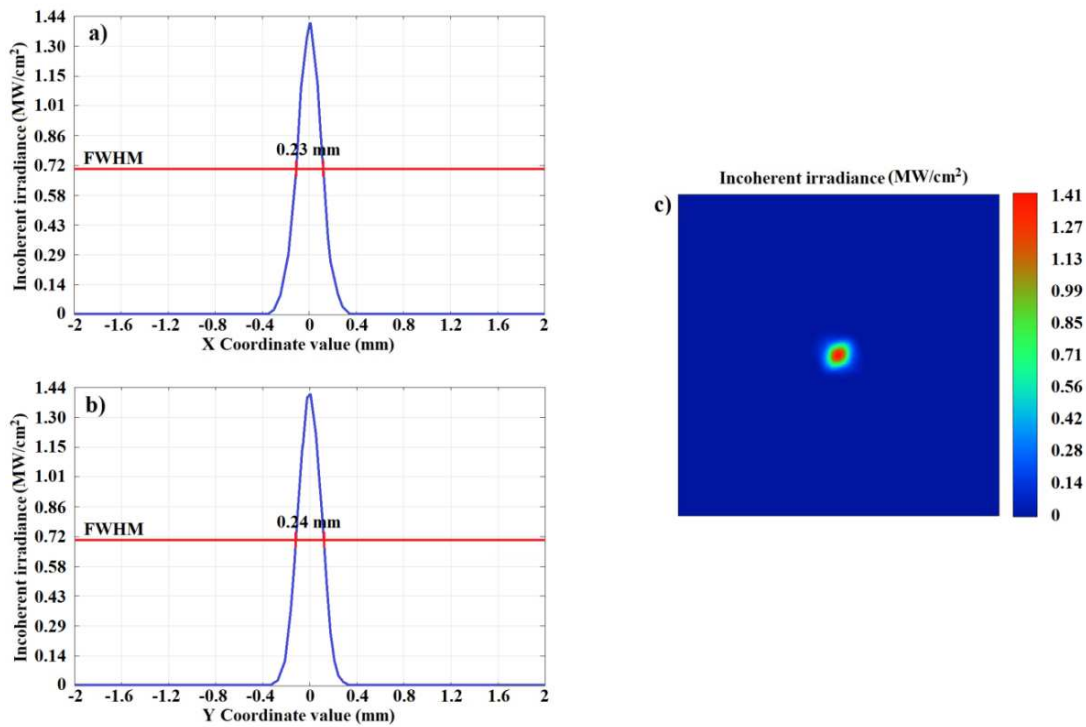 a)
Incoherent irradiance (MW/cm²)
1.44
1.30
1.15
1.01
0.86
0.72
0.58
0.43
0.29
0.14
0
FWHM
0.23 mm
-2 -1.6 -1.2 -0.8 -0.4 0 0.4 0.8 1.2 1.6 2
X Coordinate value (mm)
b)
Incoherent irradiance (MW/cm²)
1.44
1.30
1.15
1.01
0.86
0.72
0.58
0.43
0.29
0.14
0
FWHM
0.24 mm
-2 -1.6 -1.2 -0.8 -0.4 0 0.4 0.8 1.2 1.6 2
Y Coordinate value (mm)
Incoherent irradiance (MW/cm²)
c)
1.41
1.27
1.13
0.99
0.85
0.71
0.56
0.42
0.28
0.14
0